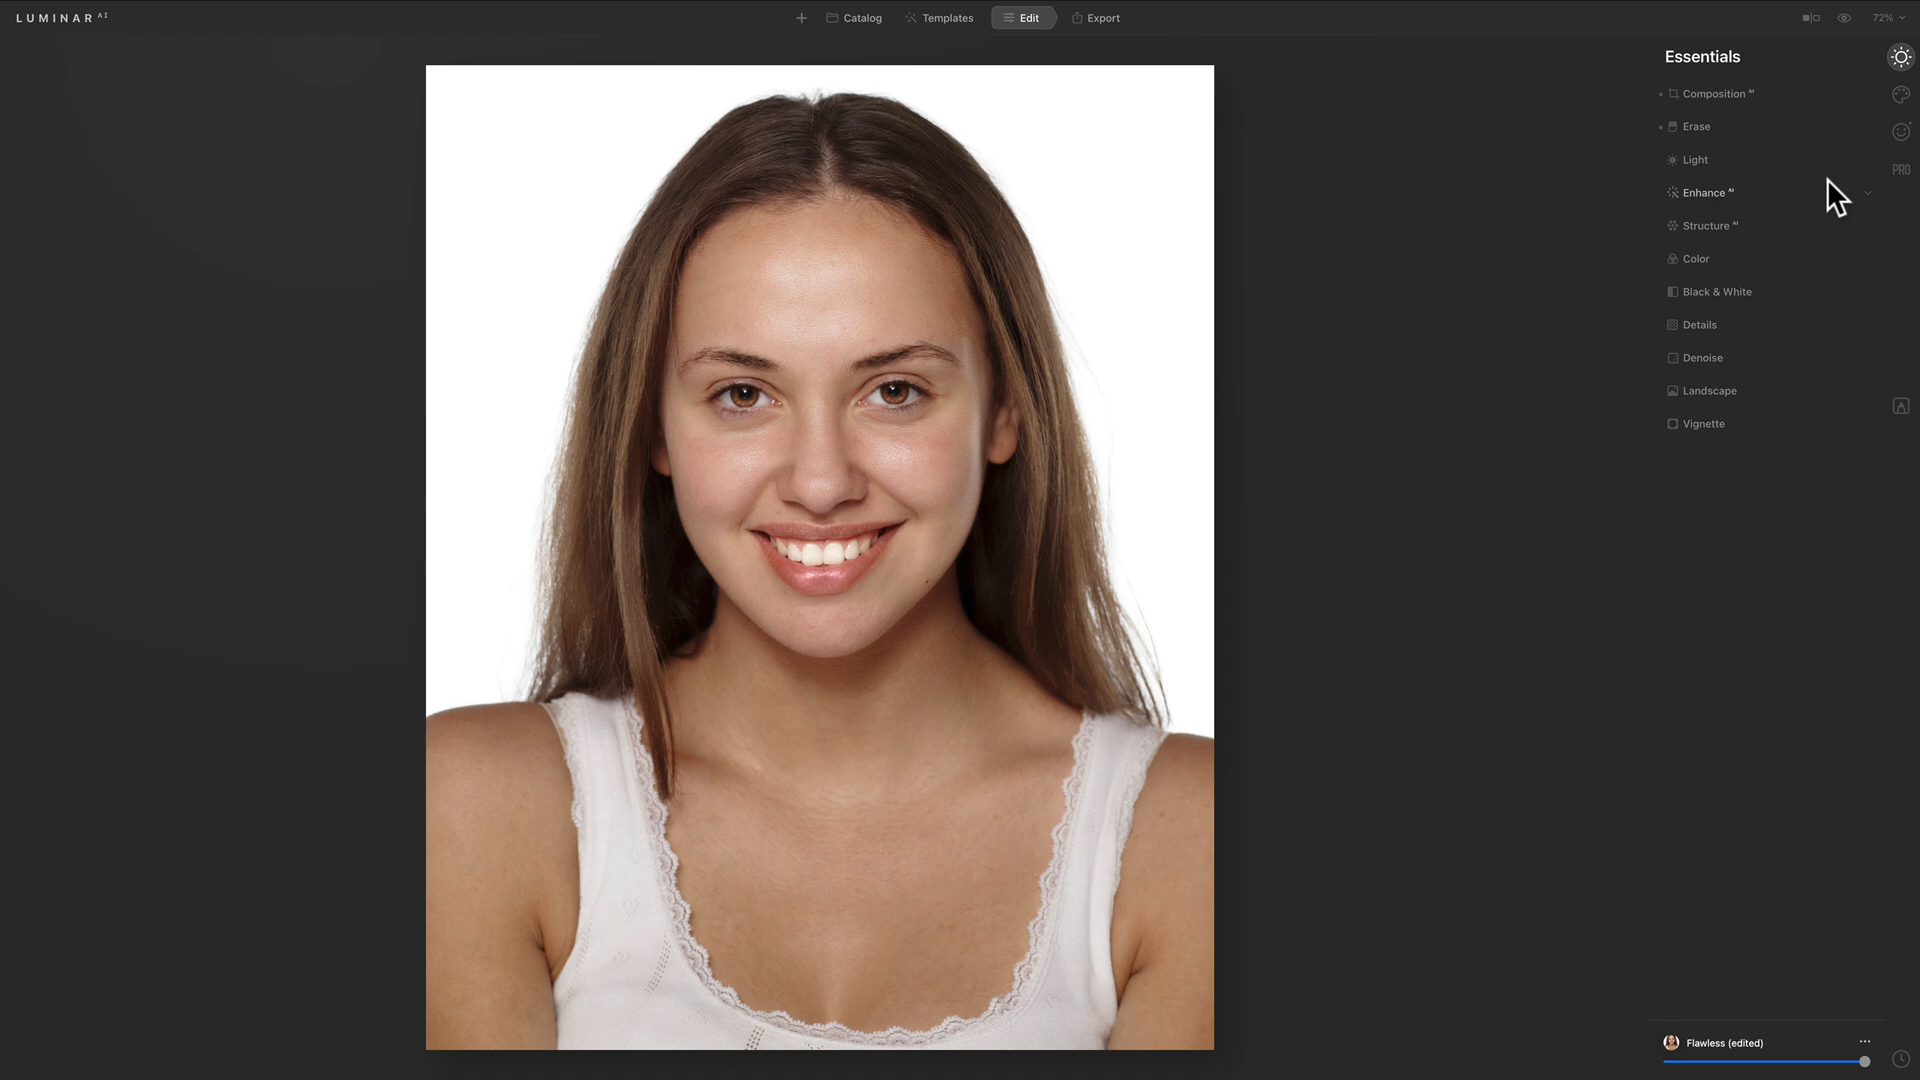 LUMINAR AI
Catalog
Templates
Edit
Export
72%
Essentials
Composition AI
Erase
Light
PRO
Enhance AI
Structure AI
Color
Black & White
Details
Denoise
Landscape
Vignette
Flawless (edited)